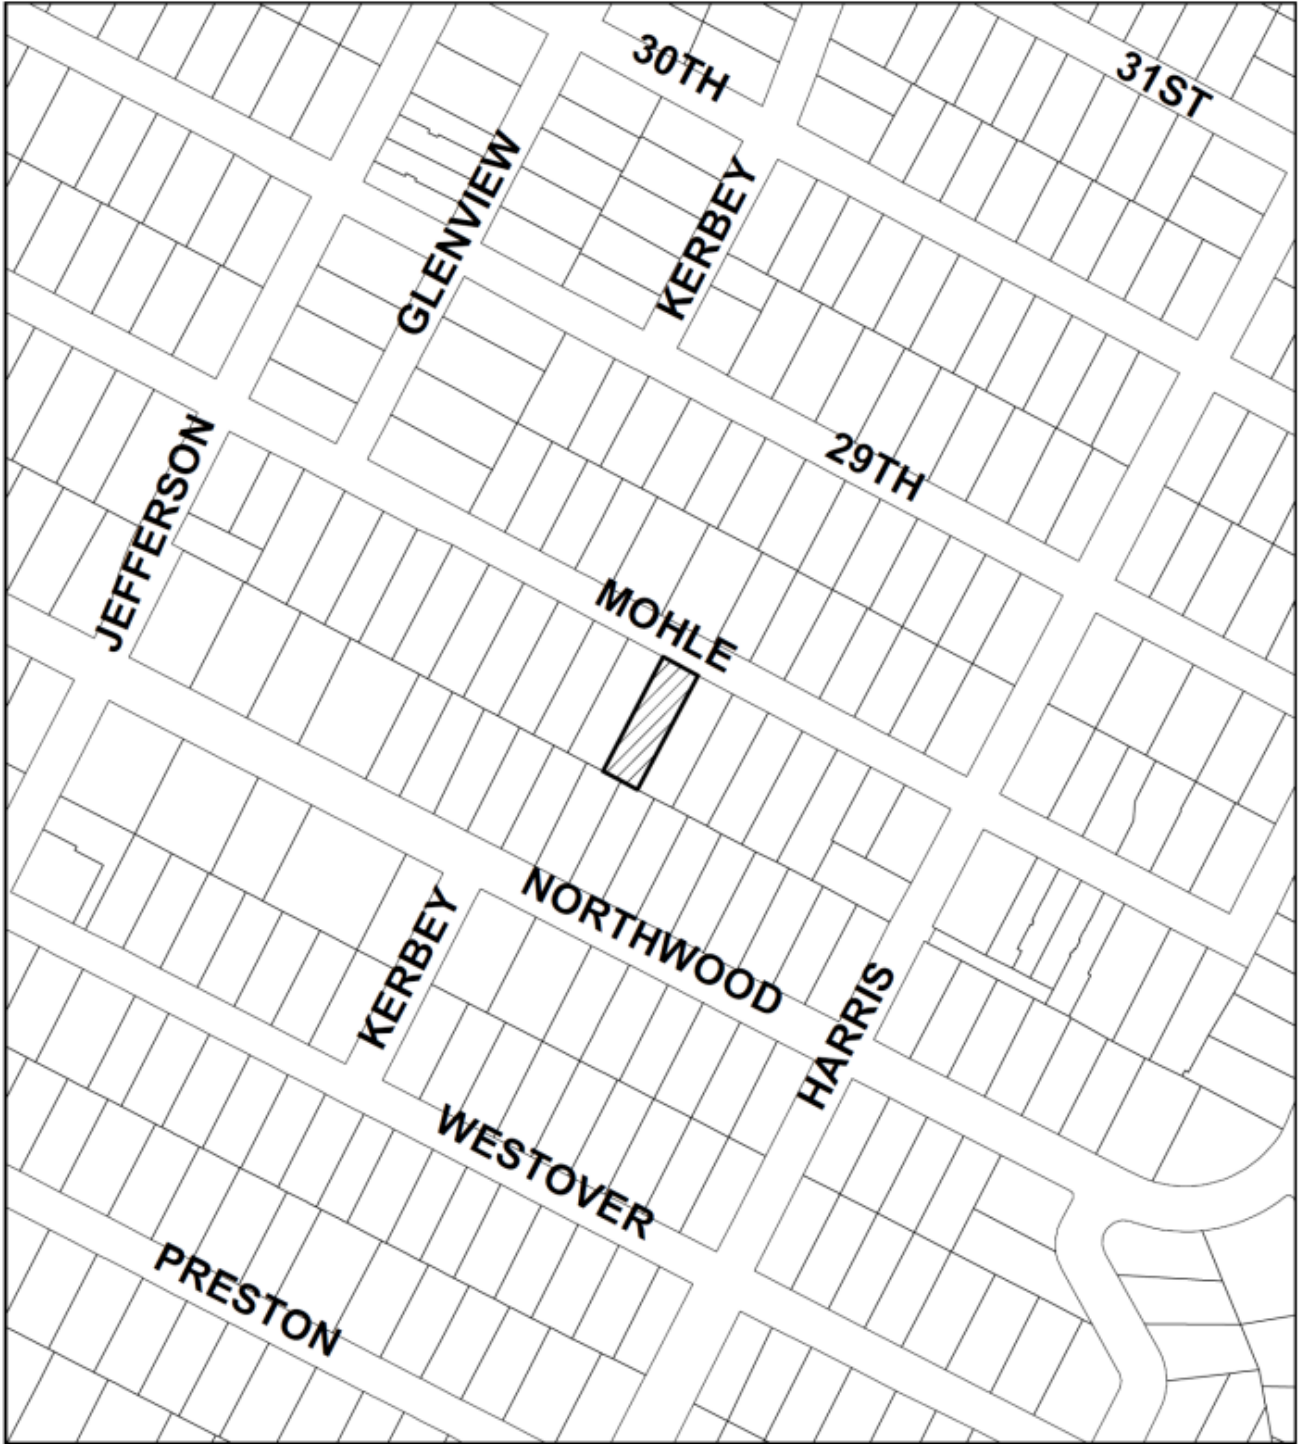 30TH
31ST
GLENVIEW
KERBEY
29TH
JEFFERSON
MOHLE
NORTHWOOD
KERBEY
HARRIS
WESTOVER
PRESTON